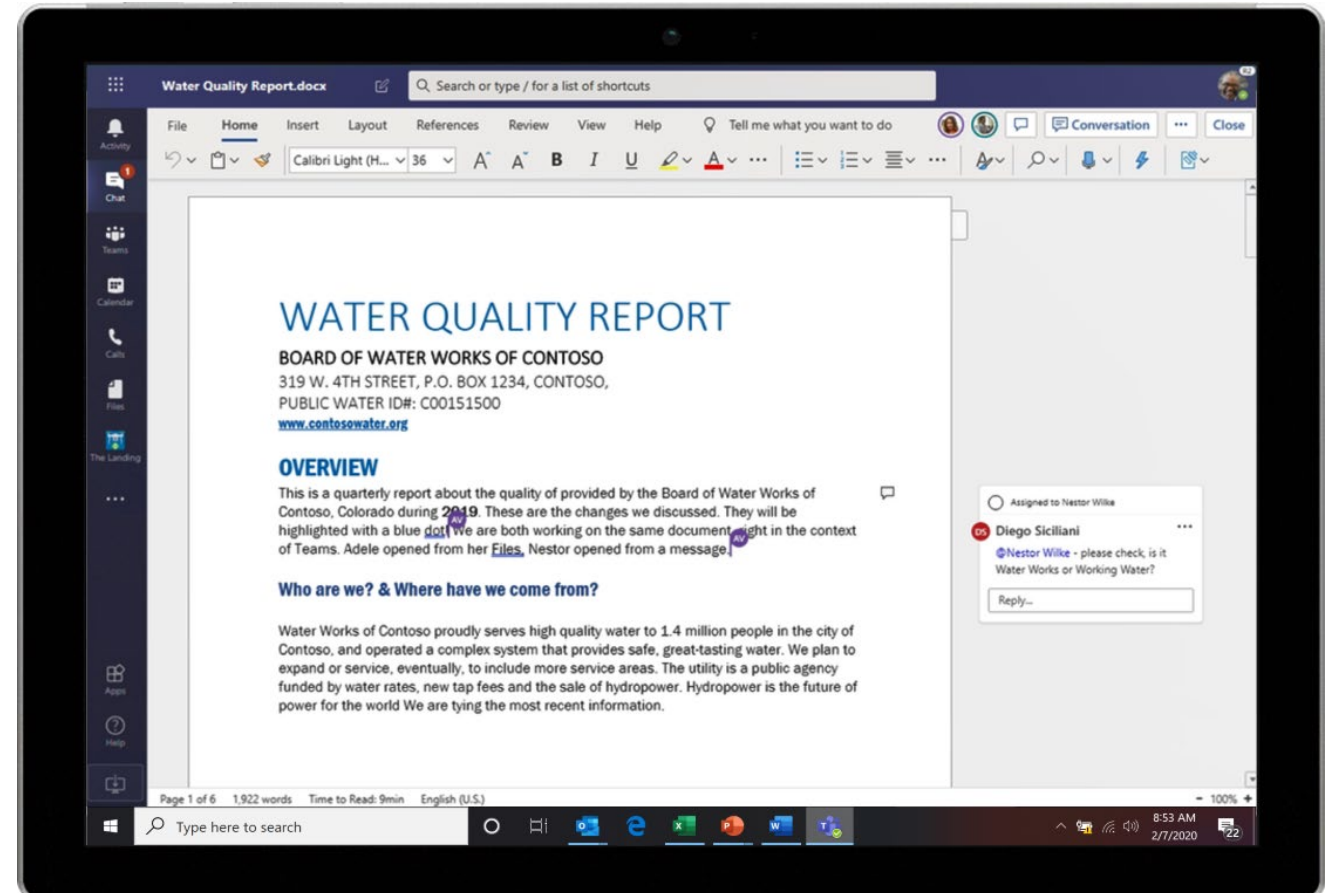 Water Quality Report.docx
Search or type / for a list of shortcuts
Activity
Chat
1
Teams
Calendar
Calls
Files
The Landing
Apps
Help
File Home Insert Layout References Review View Help Tell me what you want to do Conversation Close
Calibri Light (H... 36 A A B I U A
WATER QUALITY REPORT
BOARD OF WATER WORKS OF CONTOSO
319 W. 4TH STREET, P.O. BOX 1234, CONTOSO,
PUBLIC WATER ID#: C00151500
www.contosowater.org
OVERVIEW
This is a quarterly report about the quality of provided by the Board of Water Works of
Contoso, Colorado during 2019. These are the changes we discussed. They will be
highlighted with a blue dot! We are both working on the same document right in the context
of Teams. Adele opened from her Files, Nestor opened from a message.
AV
AV
Who are we? & Where have we come from?
Water Works of Contoso proudly serves high quality water to 1.4 million people in the city of
Contoso, and operated a complex system that provides safe, great-tasting water. We plan to
expand or service, eventually, to include more service areas. The utility is a public agency
funded by water rates, new tap fees and the sale of hydropower. Hydropower is the future of
power for the world We are tying the most recent information.
Assigned to Nestor Wilke
DS Diego Siciliani
@Nestor Wilke - please check, is it
Water Works or Working Water?
Reply...
Page 1 of 6 1,922 words Time to Read: 9min English (U.S.) - 100% +
Type here to search
8:53 AM
2/7/2020
22